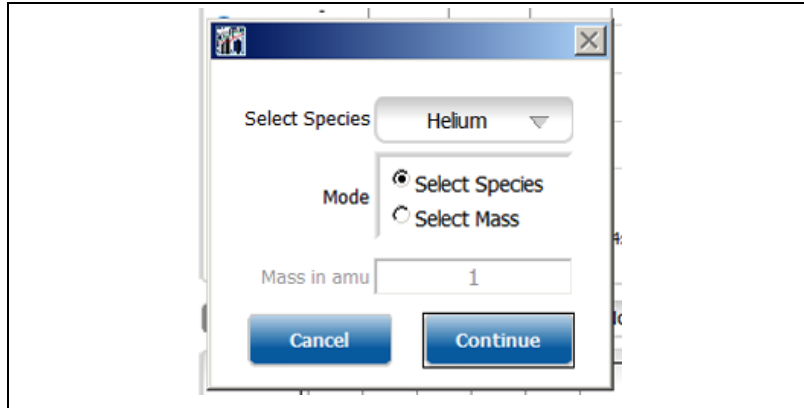 Select Species Helium
Mode
Select Species
Select Mass
Mass in amu 1
Cancel Continue